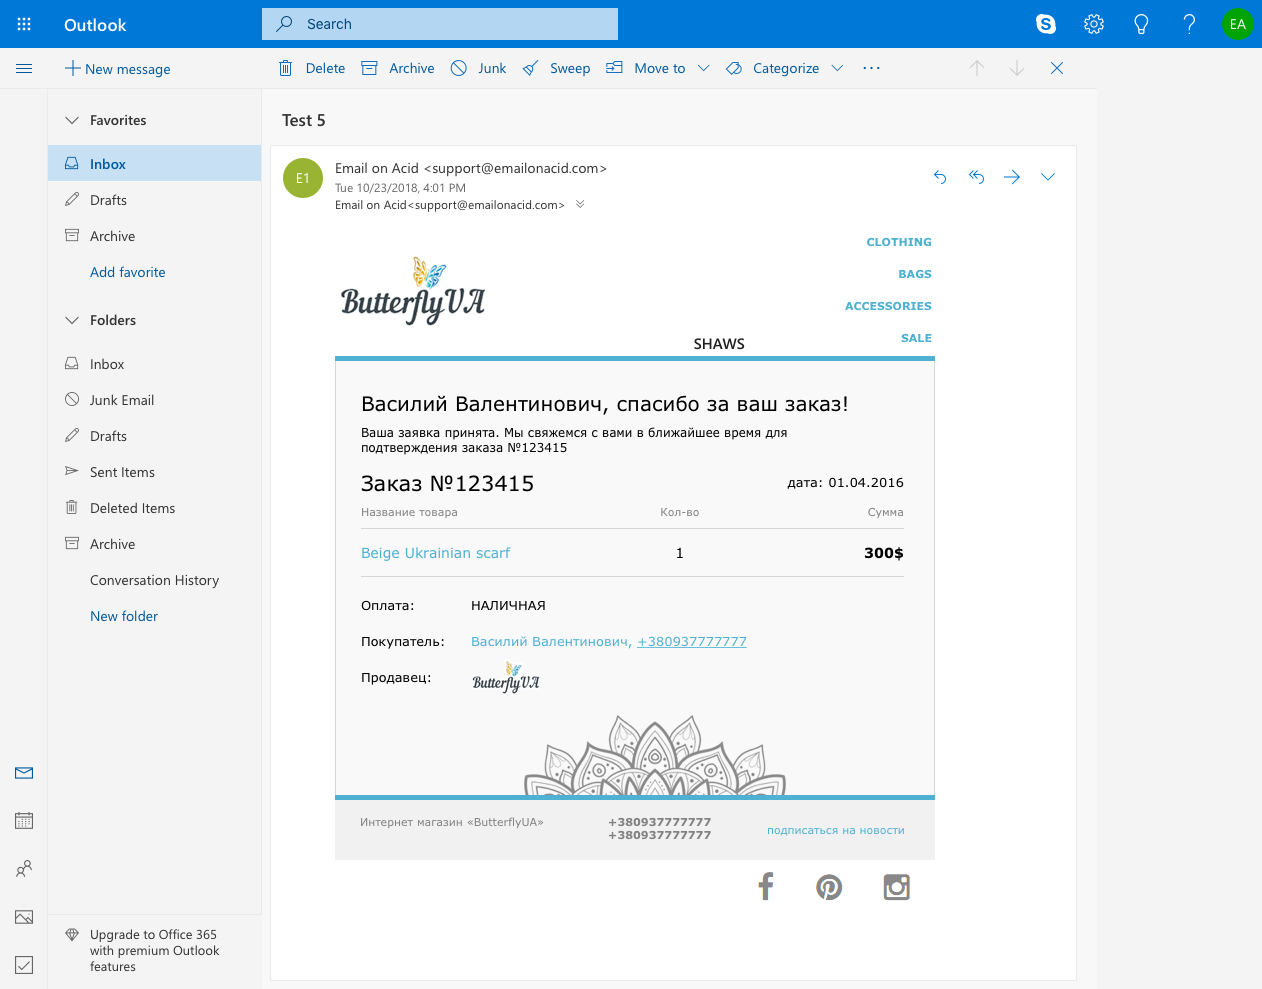 Outlook
Search
EA
New message
Delete
Archive
Junk
Sweep
Move to
Categorize
Favorites
Inbox
Drafts
Archive
Add favorite
Folders
Inbox
Junk Email
Drafts
Sent Items
Deleted Items
Archive
Conversation History
New folder
Upgrade to Office 365
with premium Outlook
features
Test 5
E1
Email on Acid <support@emailonacid.com>
Tue 10/23/2018, 4:01 PM
Email on Acid<support@emailonacid.com>
ButterflyUA
CLOTHING
BAGS
ACCESSORIES
SALE
SHAWS
Василий Валентинович, спасибо за ваш заказ!
Ваша заявка принята. Мы свяжемся с вами в ближайшее время для
подтверждения заказа №123415
Заказ №123415 дата: 01.04.2016
Название товара Кол-во Сумма
Beige Ukrainian scarf 1 300$
Оплата: НАЛИЧНАЯ
Покупатель: Василий Валентинович, +380937777777
Продавец: ButterflyUA
Интернет магазин «ButterflyUA»
+380937777777
+380937777777
подписаться на новости